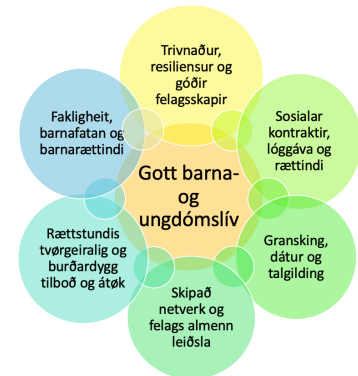 Trivnaður,
resiliensur og
góðir
felagsskapir
Sosialar
kontraktir,
lóggáva og
rættindi
Gransking,
dátur og
talgilding
Skipað
netverk og
felags almenn
leiðsla
Rættstundis
tvørgeiralig og
burðardygg
tilboð og átøk
Fakligheit,
barnafatan og
barnarættindi
Gott barna-
og
ungdómslív